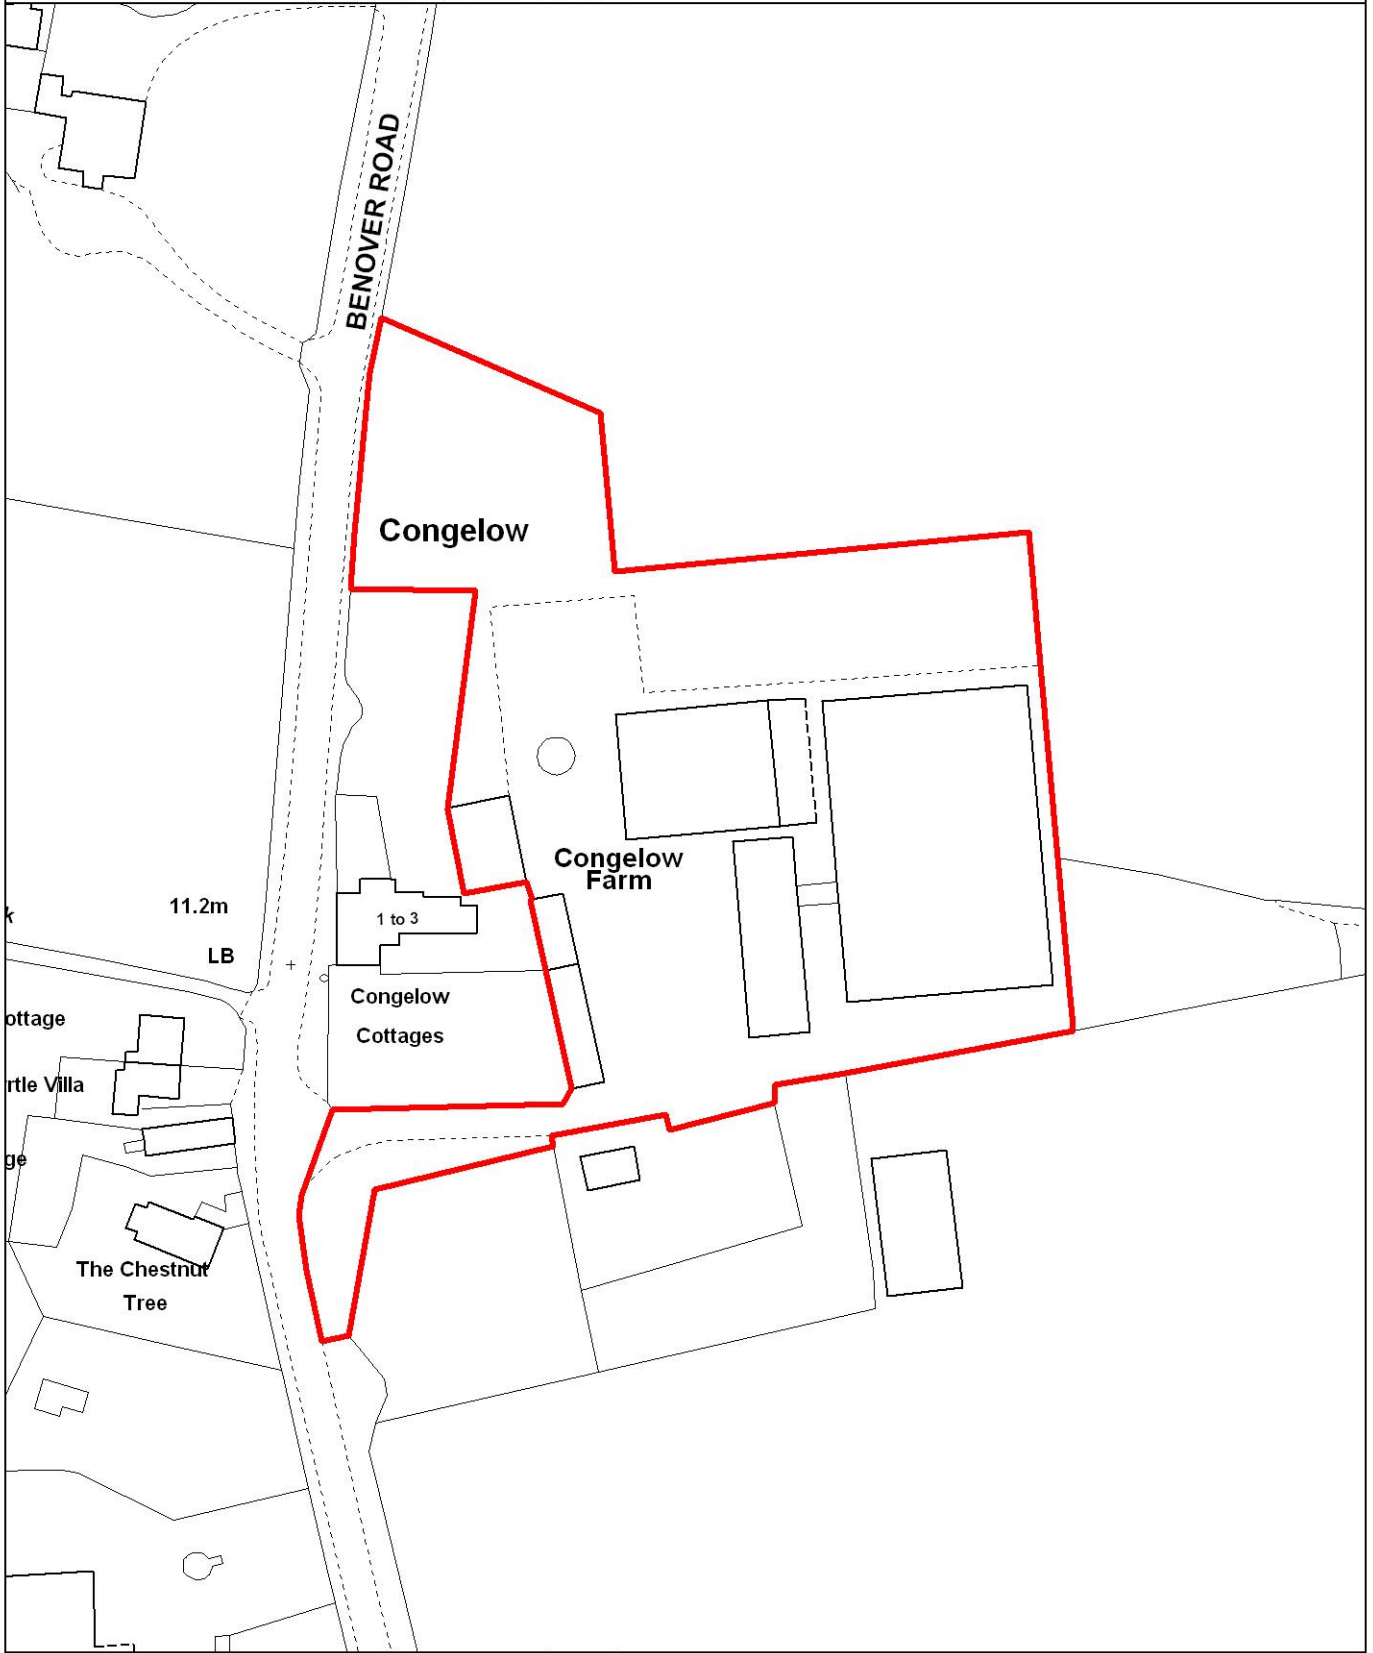 BENOVER ROAD
Congelow
Congelow
Farm
11.2m
1 to 3
k
LB
Congelow
Cottages
ottage
rtle Villa
ge
The Chestnut
Tree